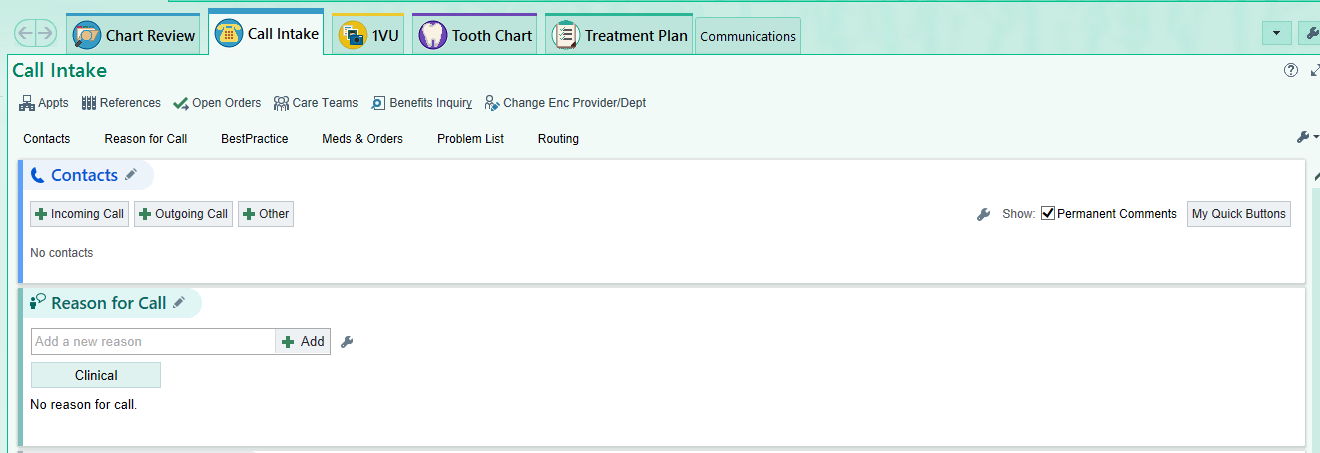 Chart Review Call Intake 1VU Tooth Chart Treatment Plan Communications
Call Intake
Appts References Open Orders Care Teams Benefits Inquiry Change Enc Provider/Dept
Contacts Reason for Call BestPractice Meds & Orders Problem List Routing
Contacts
Incoming Call Outgoing Call Other Show: Permanent Comments My Quick Buttons
No contacts
Reason for Call
Add a new reason Add
Clinical
No reason for call.